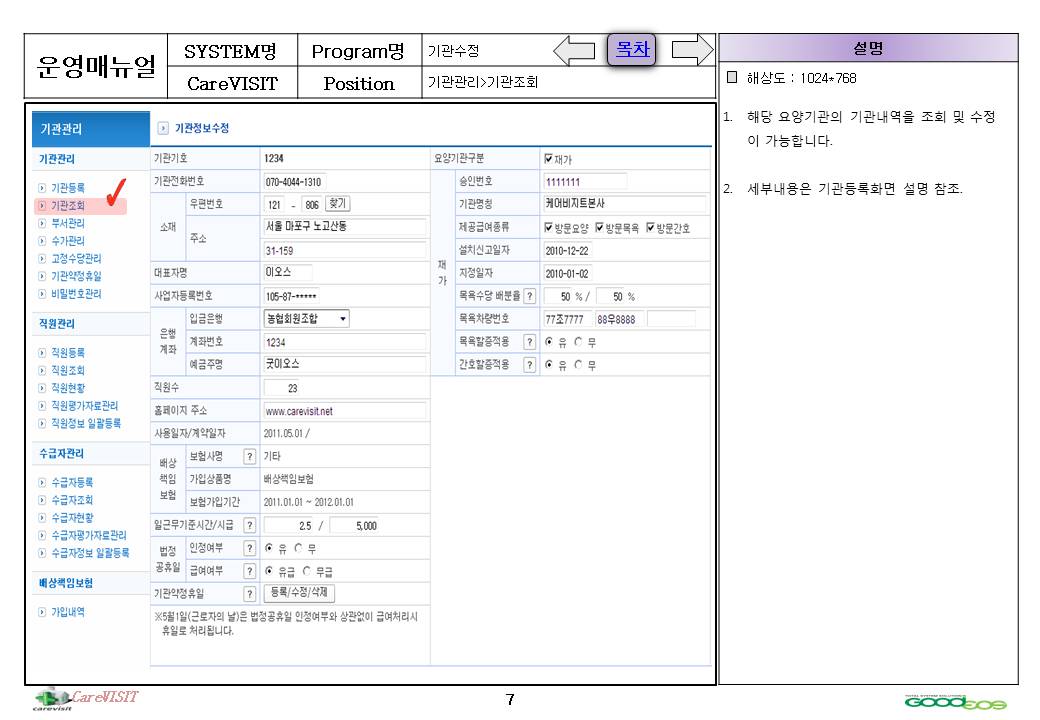 운영매뉴얼
SYSTEM명
Program명
기관수정
목차
CareVISIT
Position
기관관리>기관조회
설명
해상도 : 1024*768
1. 해당 요양기관의 기관내역을 조회 및 수정
이 가능합니다.
2. 세부내용은 기관등록화면 설명 참조.
기관관리
기관관리
기관등록
기관조회
부서관리
수가관리
고정수당관리
기관약정휴일
비밀번호관리
직원관리
직원등록
직원조회
직원현황
직원평가자료관리
직원정보 일괄등록
수급자관리
수급자등록
수급자조회
수급자현황
수급자평가자료관리
수급자정보 일괄등록
배상책임보험
가입내역
기관정보수정
기관기호 1234
기관전화번호 070-4044-1310
소재
우편번호 121 - 806 찾기
주소 서울 마포구 노고산동
31-159
대표자명 이오스
사업자등록번호 105-87-*****
은행
계좌
입금은행 농협회원조합
계좌번호 1234
예금주명 굿이오스
직원수 23
홈페이지 주소 www.carevisit.net
사용일자/계약일자 2011.05.01 /
배상
책임
보험
보험사명 ? 기타
가입상품명 배상책임보험
보험가입기간 2011.01.01 ~ 2012.01.01
일근무기준시간/시급 ? 2.5 / 5,000
법정
공휴일
인정여부 ? 유 무
급여여부 ? 유급 무급
기관약정휴일 ? 등록/수정/삭제
※5월1일(근로자의 날)은 법정공휴일 인정여부와 상관없이 급여처리시
휴일로 처리됩니다.
요양기관구분 재가
재
가
승인번호 1111111
기관명칭 케어비지트본사
제공급여종류 방문요양 방문목욕 방문간호
설치신고일자 2010-12-22
지정일자 2010-01-02
목욕수당 배분율 ? 50 % / 50 %
목욕차량번호 77조7777 88우8888
목욕할증적용 ? 유 무
간호할증적용 ? 유 무
carevisit
CareVISIT
7
TOTAL SYSTEM SOLUTIONS
GOODEOS